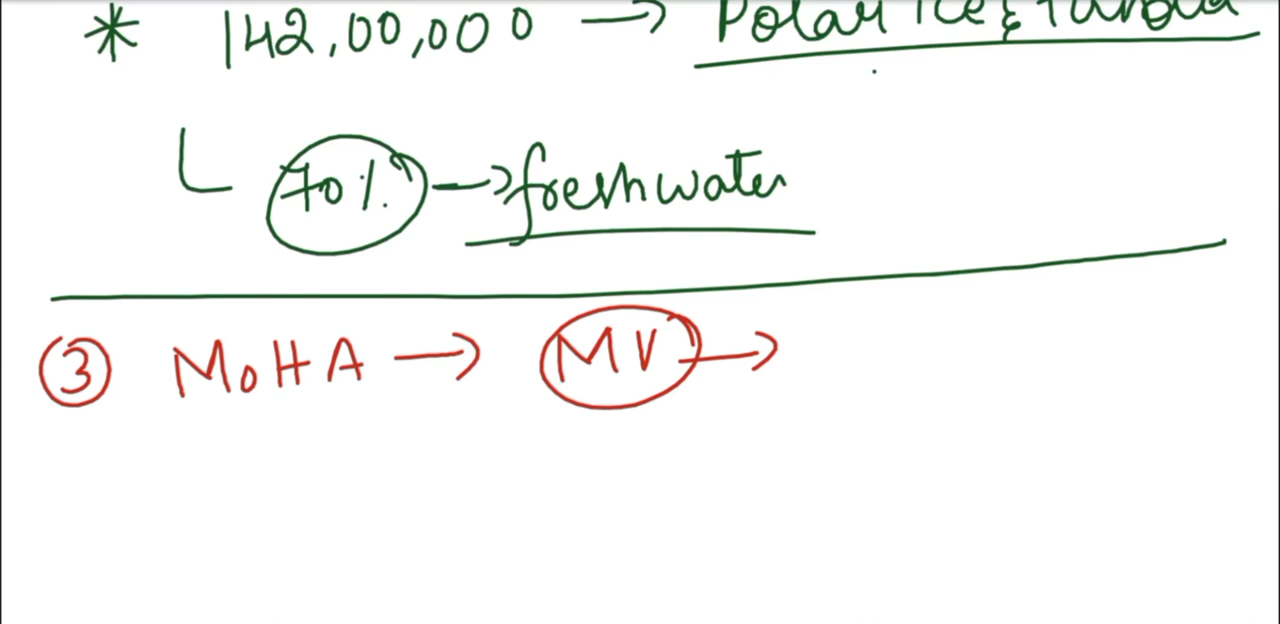 * 142,00,000 → Polar Ice &
↳ 70% → freshwater
③ MoHA → MV →